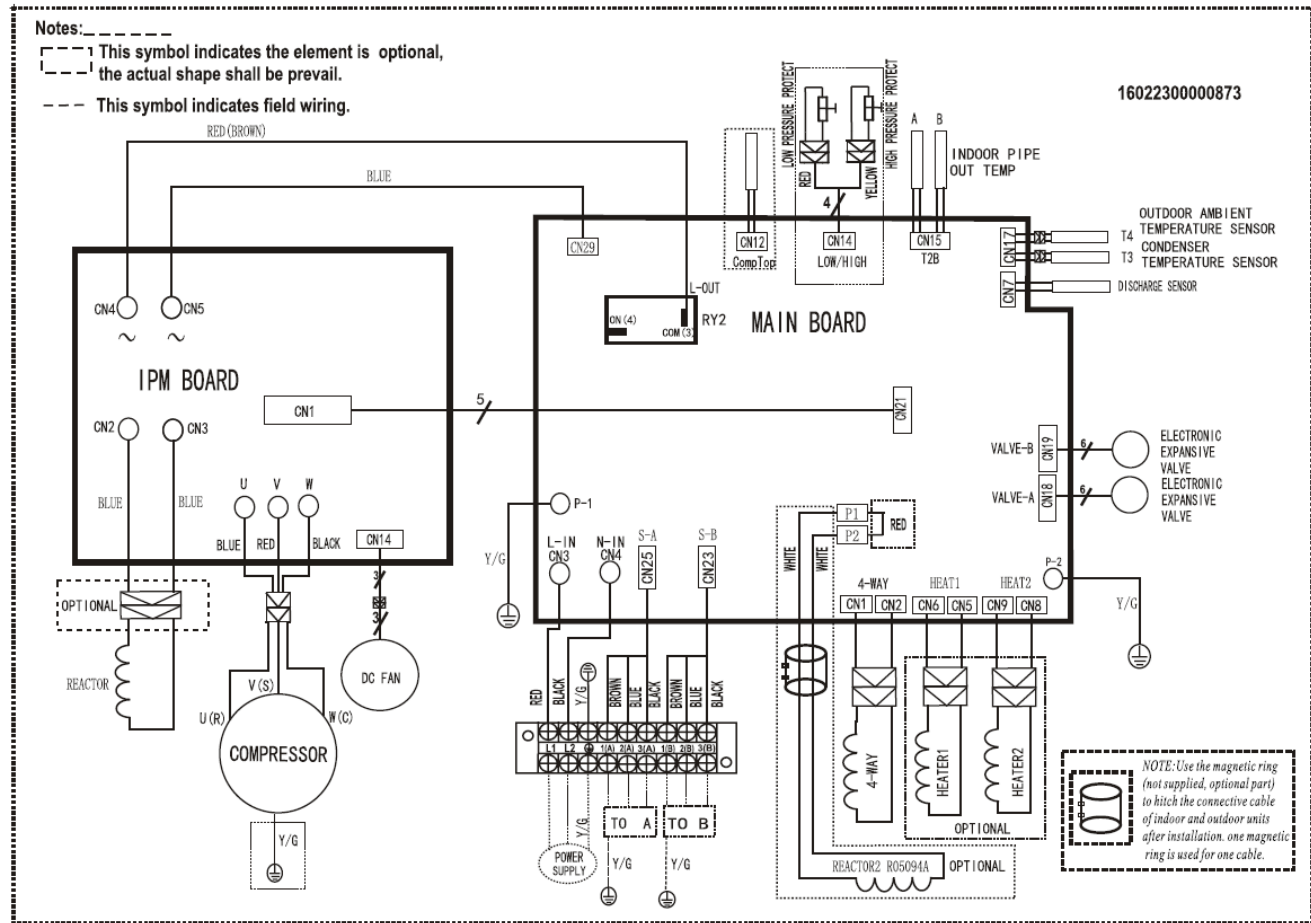 Notes:
This symbol indicates the element is optional,
the actual shape shall be prevail.
This symbol indicates field wiring.
16022300000873
RED(BROWN)
BLUE
LOW PRESSURE PROTECT
HIGH PRESSURE PROTECT
RED
YELLOW
4
A B
INDOOR PIPE
OUT TEMP
CN12
CompTop
CN14
LOW/HIGH
CN15
T2B
CN17
T4
OUTDOOR AMBIENT
TEMPERATURE SENSOR
T3
CONDENSER
TEMPERATURE SENSOR
CN7
DISCHARGE SENSOR
CN29
L-OUT
ON(4)
COM(3)
RY2
MAIN BOARD
CN4
CN5
~ ~
IPM BOARD
CN1
5
CN21
CN2
CN3
BLUE
BLUE
U V W
BLUE
RED
BLACK
CN14
3
3
DC FAN
OPTIONAL
REACTOR
V(S)
U(R)
W(C)
COMPRESSOR
Y/G
P-1
Y/G
L-IN
CN3
N-IN
CN4
S-A
CN25
S-B
CN23
VALVE-B
CN19
6
ELECTRONIC
EXPANSIVE
VALVE
VALVE-A
CN18
6
ELECTRONIC
EXPANSIVE
VALVE
P1
P2
RED
WHITE
WHITE
P-2
Y/G
4-WAY
HEAT1
HEAT2
CN1
CN2
CN6
CN5
CN9
CN8
4-WAY
HEATER1
HEATER2
OPTIONAL
RED
BLACK
Y/G
BROWN
BLUE
BLACK
BROWN
BLUE
BLACK
L1 L2 1(A) 2(A) 3(A) 1(B) 2(B) 3(B)
POWER
SUPPLY
Y/G
TO A
TO B
Y/G
Y/G
REACTOR2 R05094A
OPTIONAL
NOTE:Use the magnetic ring
(not supplied, optional part)
to hitch the connective cable
of indoor and outdoor units
after installation. one magnetic
ring is used for one cable.